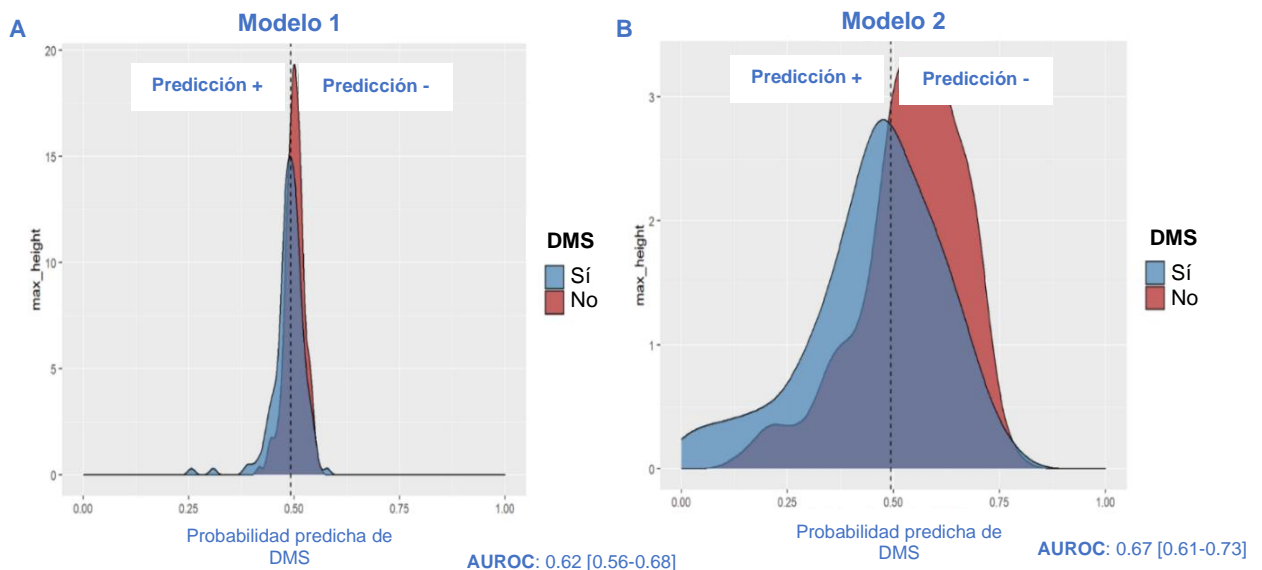 A
Modelo 1
Predicción +
Predicción -
20
15
10
5
0
max_height
0.00
0.25
0.50
0.75
1.00
Probabilidad predicha de
DMS
AUROC: 0.62 [0.56-0.68]
DMS
Sí
No
B
Modelo 2
Predicción +
Predicción -
3
2
1
0
max_height
0.00
0.25
0.50
0.75
1.00
Probabilidad predicha de
DMS
AUROC: 0.67 [0.61-0.73]
DMS
Sí
No